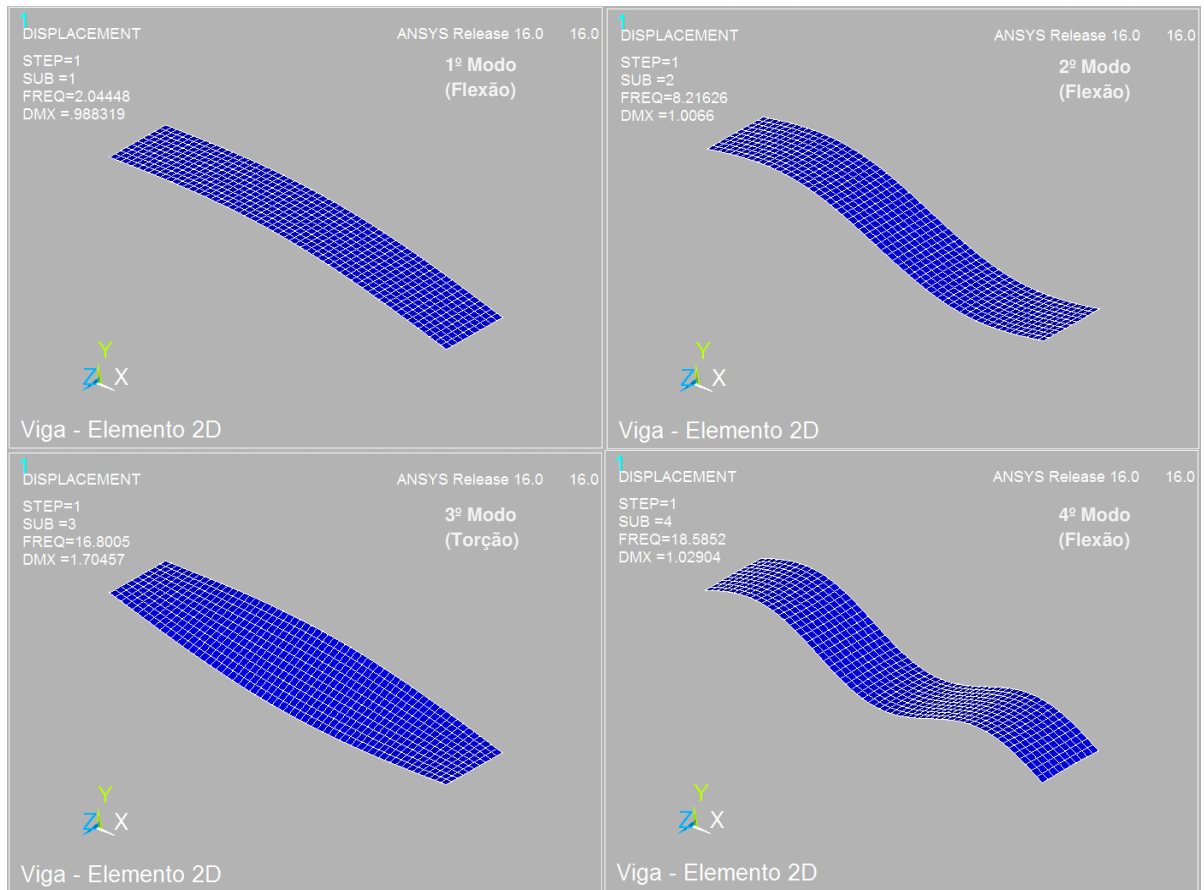 1
DISPLACEMENT
STEP=1
SUB =1
FREQ=2.04448
DMX =.988319
ANSYS Release 16.0 16.0
1º Modo
(Flexão)
Y
Z X
Viga - Elemento 2D
1
DISPLACEMENT
STEP=1
SUB =2
FREQ=8.21626
DMX =1.0066
ANSYS Release 16.0 16.0
2º Modo
(Flexão)
Y
Z X
Viga - Elemento 2D
1
DISPLACEMENT
STEP=1
SUB =3
FREQ=16.8005
DMX =1.70457
ANSYS Release 16.0 16.0
3º Modo
(Torção)
Y
Z X
Viga - Elemento 2D
1
DISPLACEMENT
STEP=1
SUB =4
FREQ=18.5852
DMX =1.02904
ANSYS Release 16.0 16.0
4º Modo
(Flexão)
Y
Z X
Viga - Elemento 2D